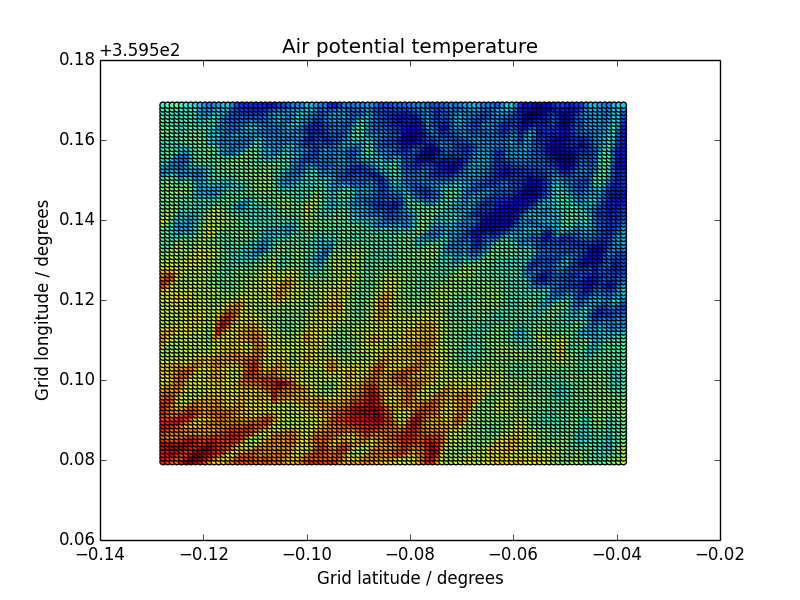 Air potential temperature
+3.595e2
0.18
0.16
0.14
0.12
0.10
0.08
0.06
Grid longitude / degrees
−0.14 −0.12 −0.10 −0.08 −0.06 −0.04 −0.02
Grid latitude / degrees